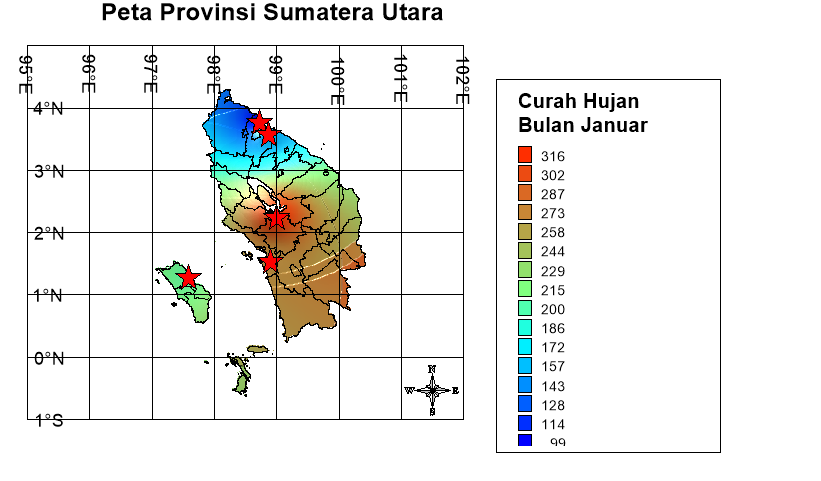 Peta Provinsi Sumatera Utara
95°E
96°E
97°E
98°E
99°E
100°E
101°E
102°E
4°N
3°N
2°N
1°N
0°N
1°S
N
W
E
S
Curah Hujan
Bulan Januar
316
302
287
273
258
244
229
215
200
186
172
157
143
128
114
99